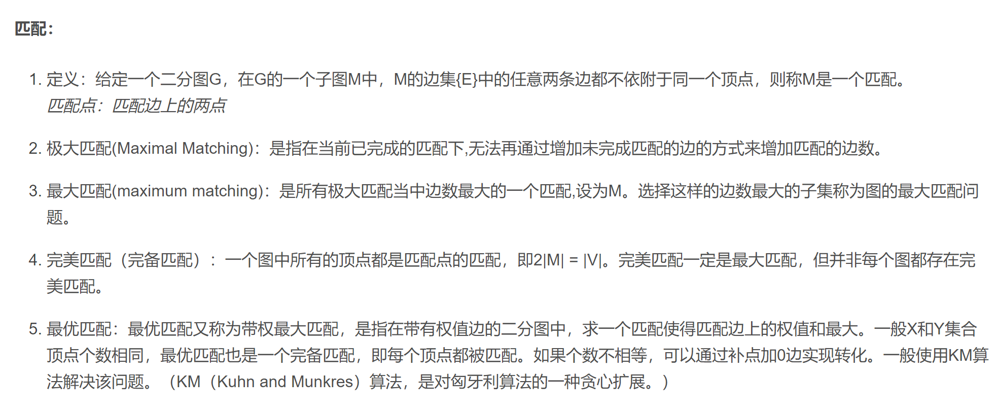 匹配：
1. 定义：给定一个二分图G，在G的一个子图M中，M的边集{E}中的任意两条边都不依附于同一个顶点，则称M是一个匹配。
匹配点：匹配边上的两点
2. 极大匹配(Maximal Matching)：是指在当前已完成的匹配下,无法再通过增加未完成匹配的边的方式来增加匹配的边数。
3. 最大匹配(maximum matching)：是所有极大匹配当中边数最大的一个匹配,设为M。选择这样的边数最大的子集称为图的最大匹配问
题。
4. 完美匹配（完备匹配）：一个图中所有的顶点都是匹配点的匹配，即2|M| = |V|。完美匹配一定是最大匹配，但并非每个图都存在完
美匹配。
5. 最优匹配：最优匹配又称为带权最大匹配，是指在带有权值边的二分图中，求一个匹配使得匹配边上的权值和最大。一般X和Y集合
顶点个数相同，最优匹配也是一个完备匹配，即每个顶点都被匹配。如果个数不相等，可以通过补点加0边实现转化。一般使用KM算
法解决该问题。（KM（Kuhn and Munkres）算法，是对匈牙利算法的一种贪心扩展。）